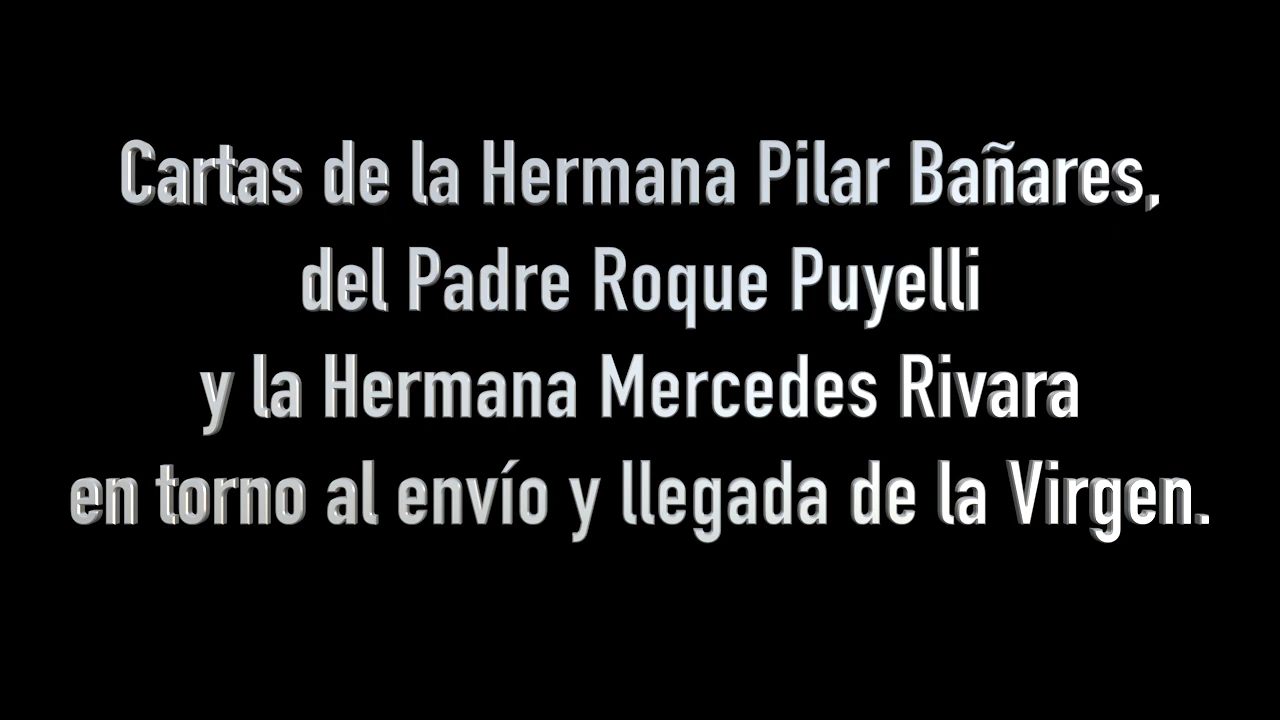 Cartas de la Hermana Pilar Bañares,
del Padre Roque Puyelli
y la Hermana Mercedes Rivara
en torno al envío y llegada de la Virgen.